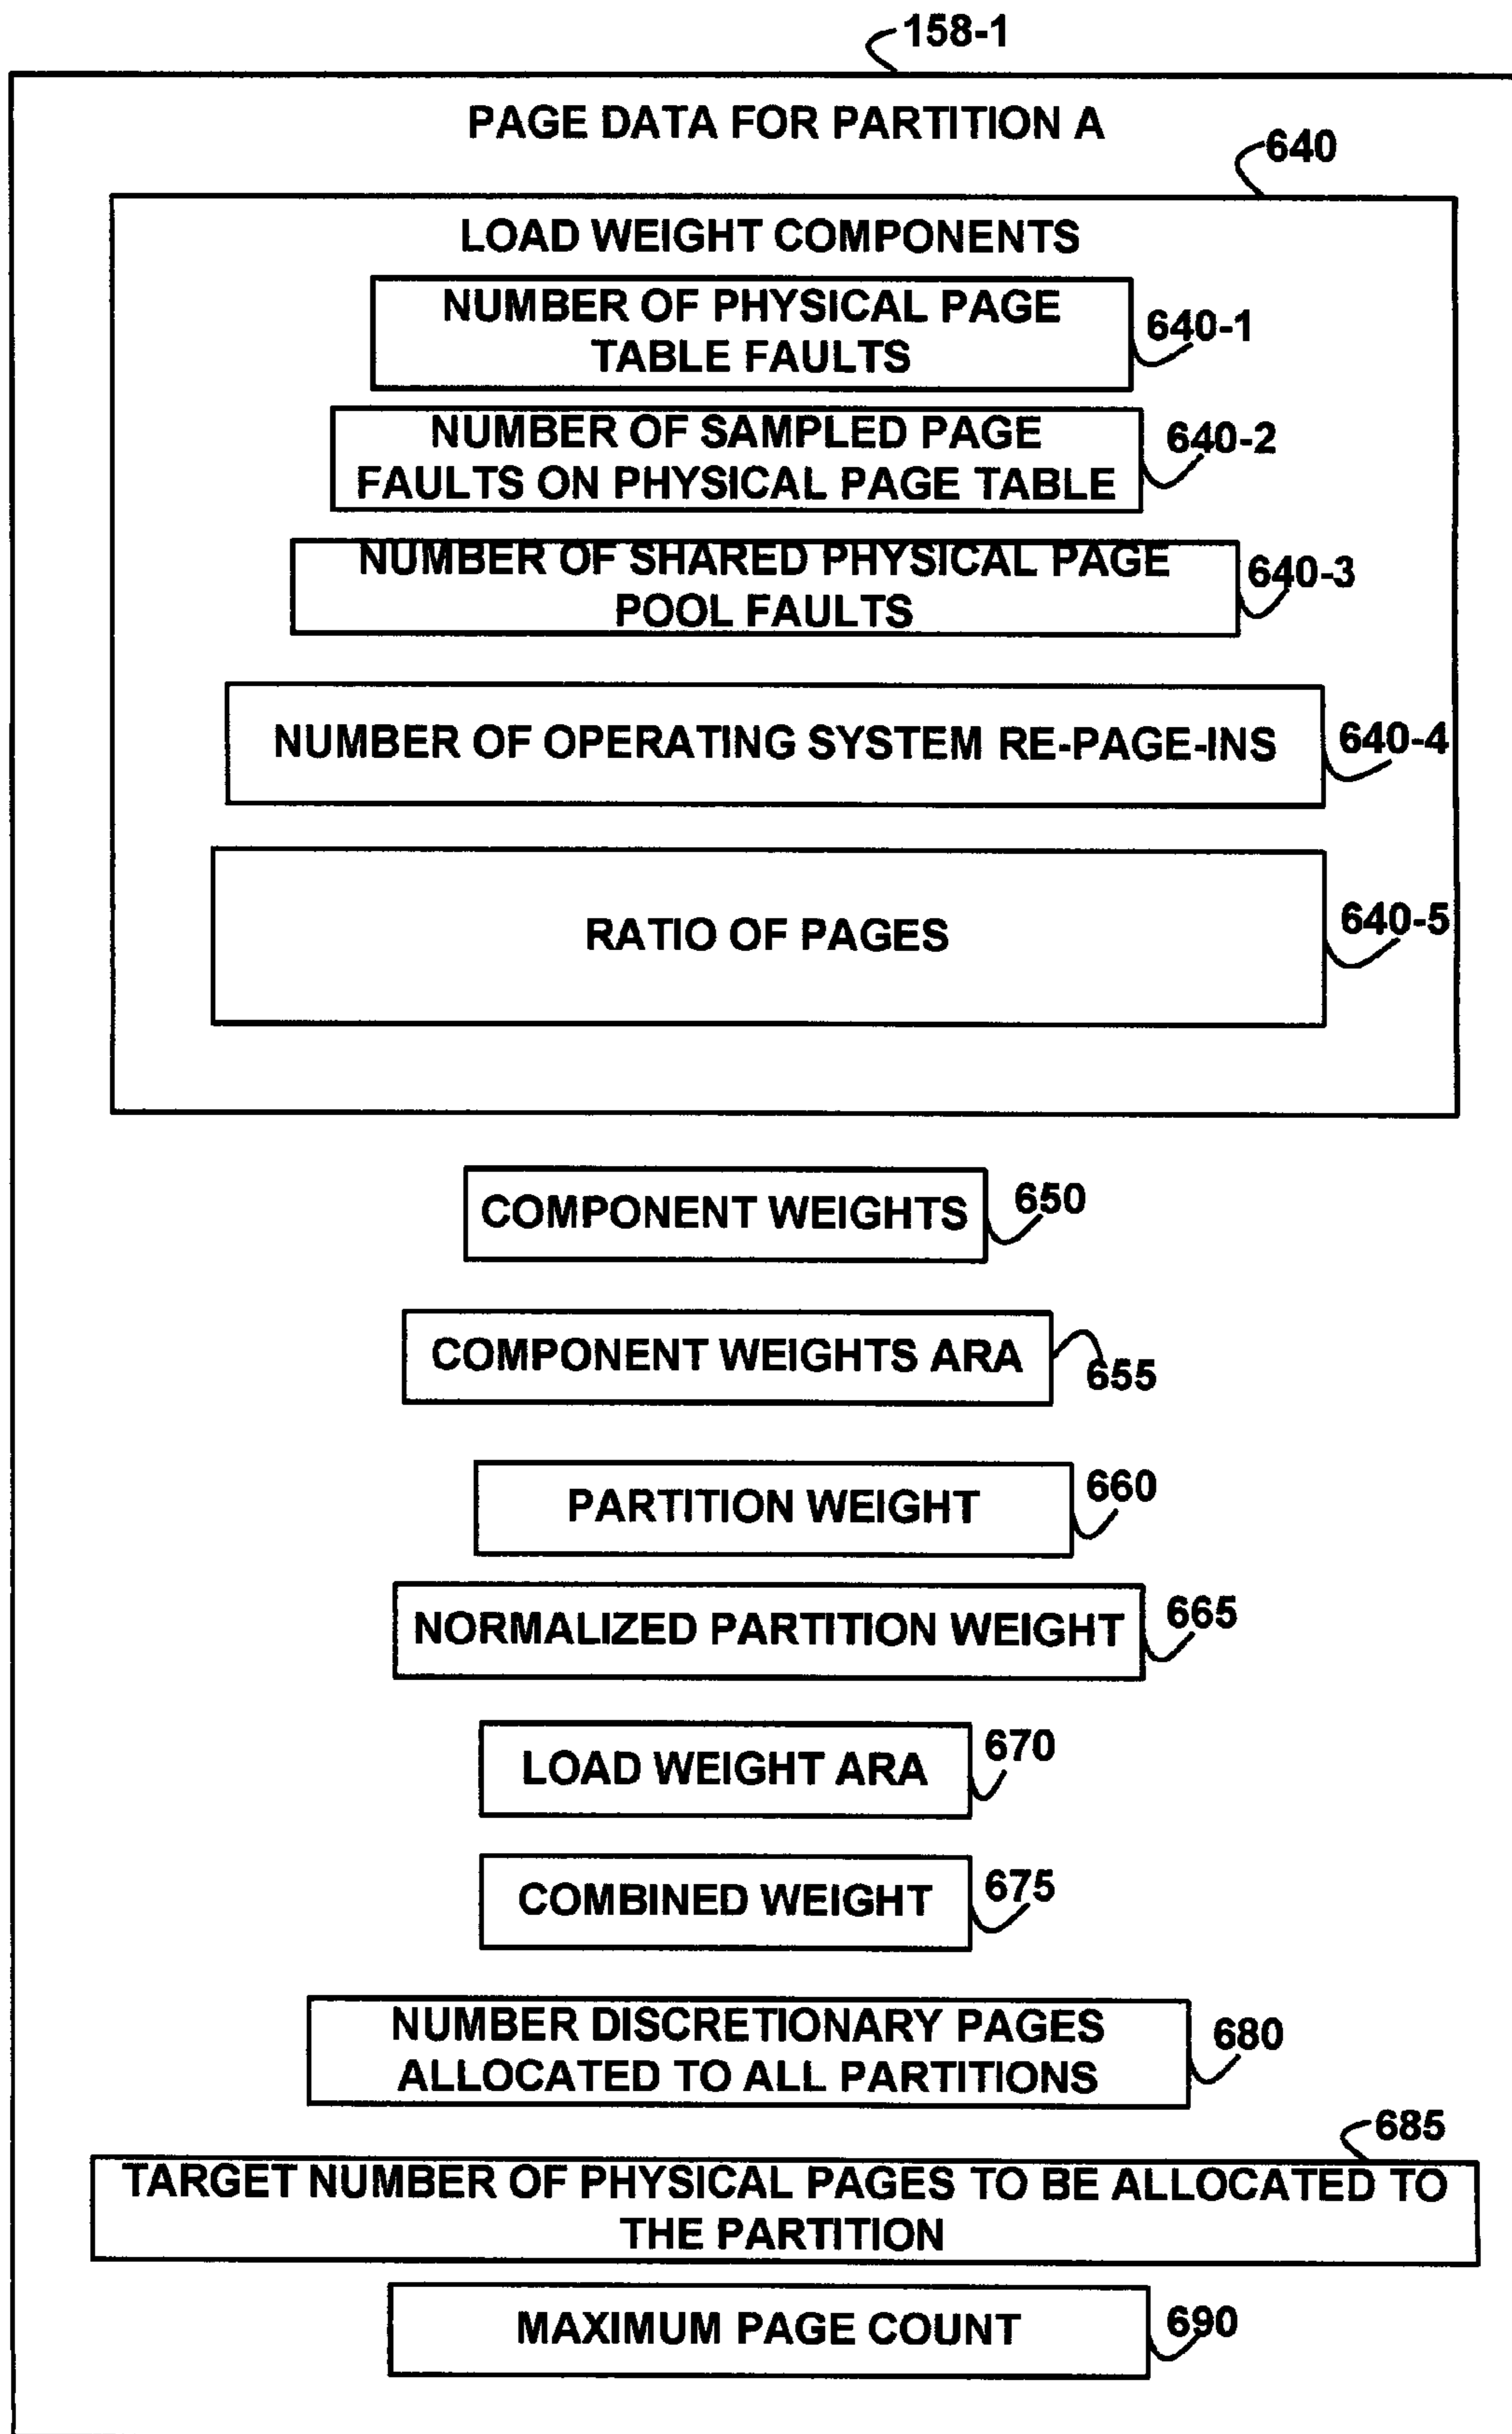 158-1
PAGE DATA FOR PARTITION A
640
LOAD WEIGHT COMPONENTS
NUMBER OF PHYSICAL PAGE
TABLE FAULTS
640-1
NUMBER OF SAMPLED PAGE
FAULTS ON PHYSICAL PAGE TABLE
640-2
NUMBER OF SHARED PHYSICAL PAGE
POOL FAULTS
640-3
NUMBER OF OPERATING SYSTEM RE-PAGE-INS
640-4
RATIO OF PAGES
640-5
COMPONENT WEIGHTS
650
COMPONENT WEIGHTS ARA
655
PARTITION WEIGHT
660
NORMALIZED PARTITION WEIGHT
665
LOAD WEIGHT ARA
670
COMBINED WEIGHT
675
NUMBER DISCRETIONARY PAGES
ALLOCATED TO ALL PARTITIONS
680
685
TARGET NUMBER OF PHYSICAL PAGES TO BE ALLOCATED TO
THE PARTITION
MAXIMUM PAGE COUNT
690